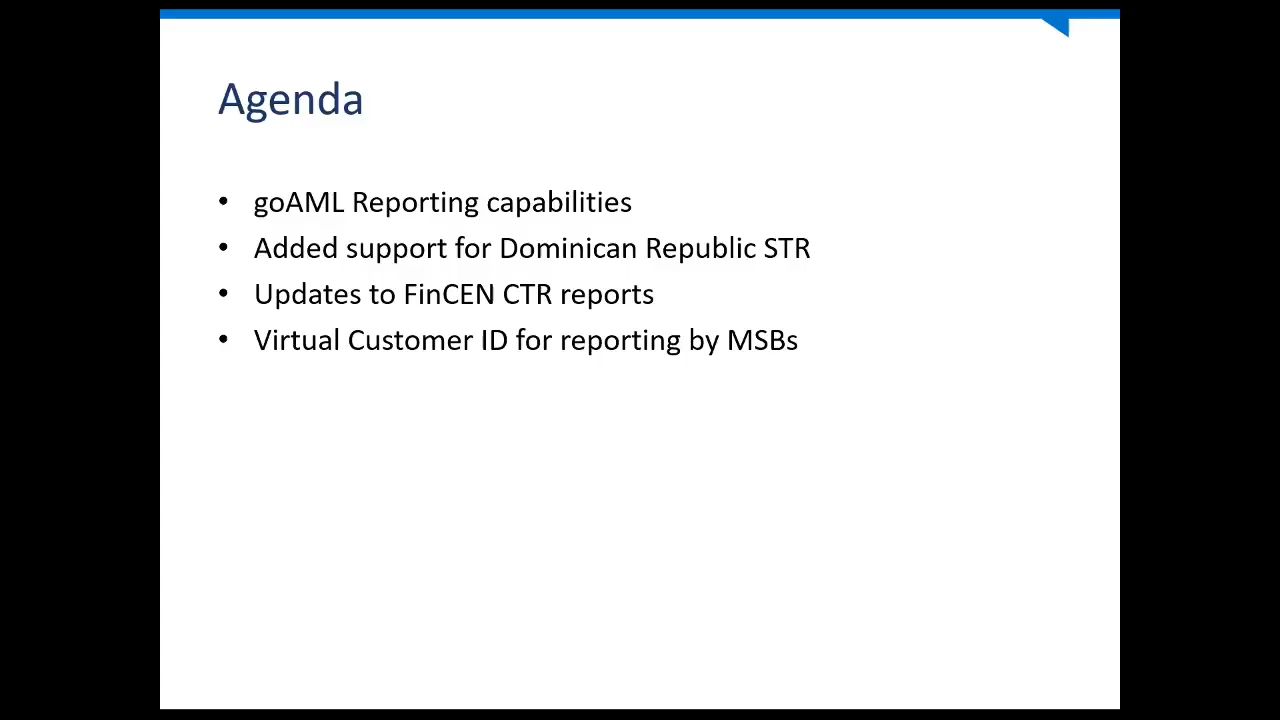 Agenda
• goAML Reporting capabilities
• Added support for Dominican Republic STR
• Updates to FinCEN CTR reports
• Virtual Customer ID for reporting by MSBs